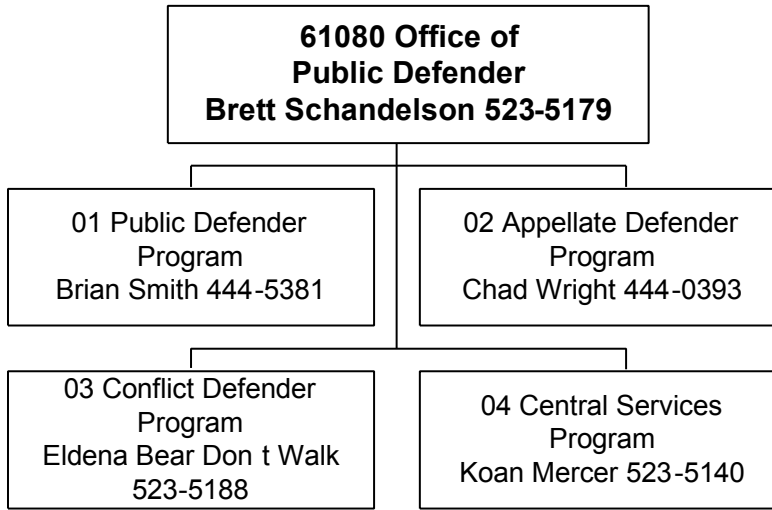 61080 Office of
Public Defender
Brett Schandelson 523-5179
01 Public Defender
Program
Brian Smith 444-5381
02 Appellate Defender
Program
Chad Wright 444-0393
03 Conflict Defender
Program
Eldena Bear Don t Walk
523-5188
04 Central Services
Program
Koan Mercer 523-5140